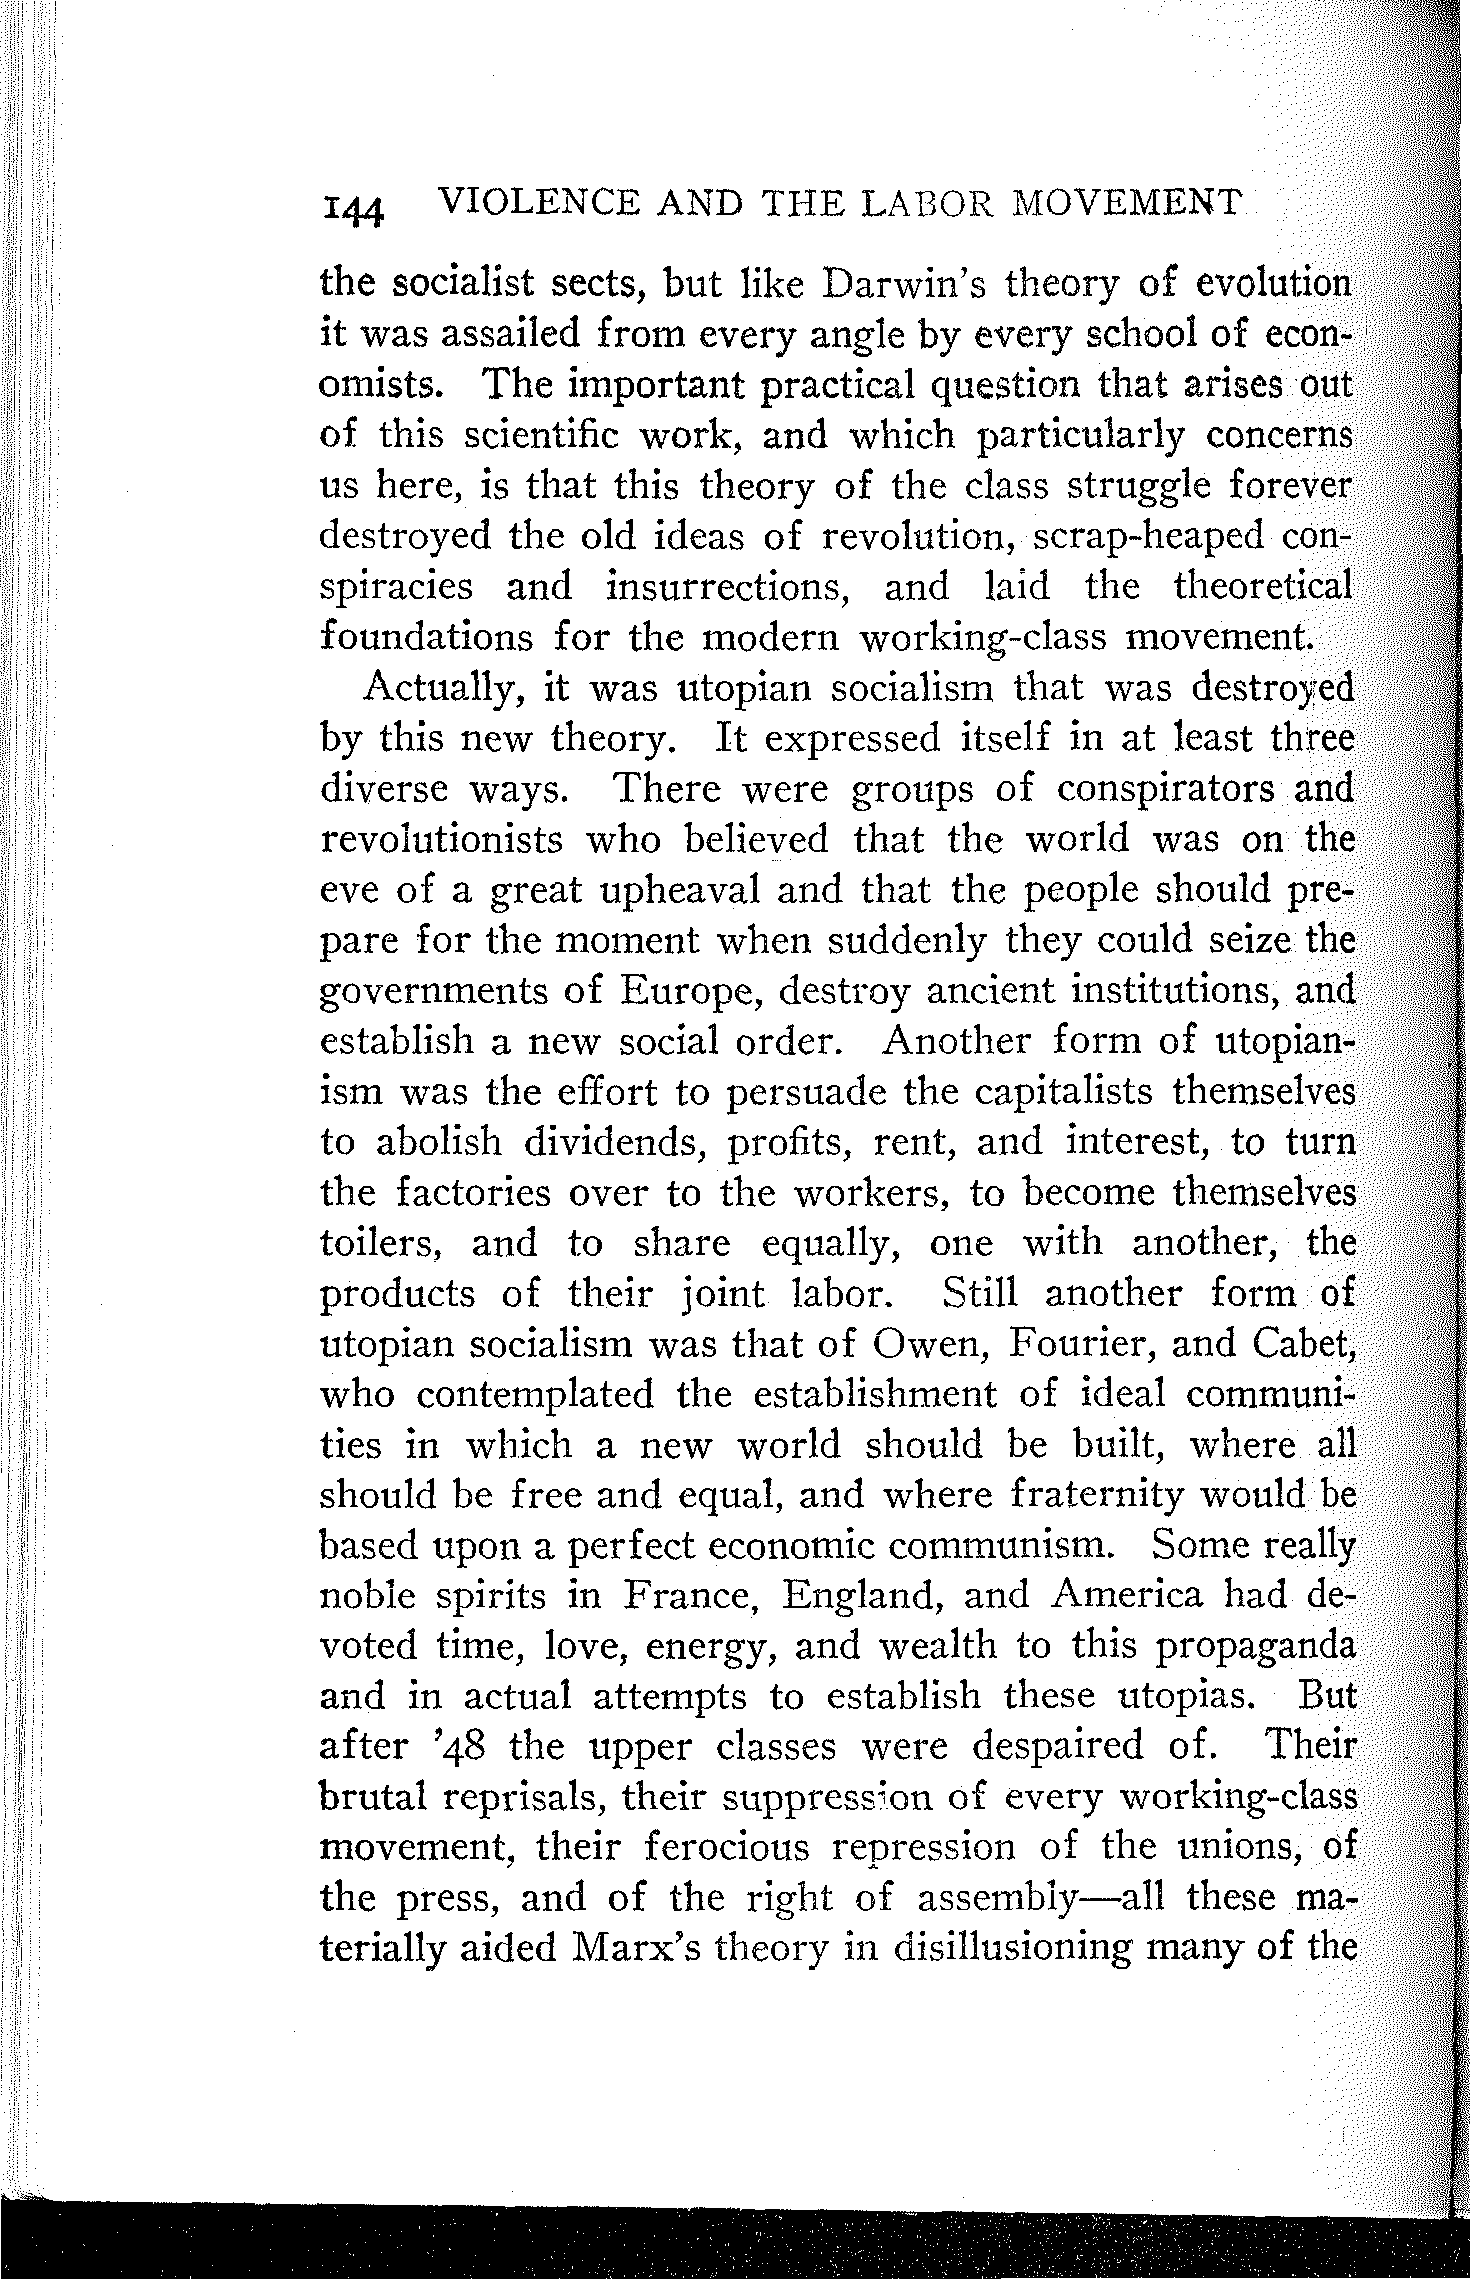 144 VIOLENCE AND THE LABOR MOVEMENT
the socialist sects, but like Darwin's theory of evolution
it was assailed from every angle by every school of econ-
omists. The important practical question that arises out
of this scientific work, and which particularly concerns
us here, is that this theory of the class struggle forever
destroyed the old ideas of revolution, scrap-heaped con-
spiracies and insurrections, and laid the theoretical
foundations for the modern working-class movement.
Actually, it was utopian socialism that was destroyed
by this new theory. It expressed itself in at least three
diverse ways. There were groups of conspirators and
revolutionists who believed that the world was on the
eve of a great upheaval and that the people should pre-
pare for the moment when suddenly they could seize the
governments of Europe, destroy ancient institutions, and
establish a new social order. Another form of utopian-
ism was the effort to persuade the capitalists themselves
to abolish dividends, profits, rent, and interest, to turn
the factories over to the workers, to become themselves
toilers, and to share equally, one with another, the
products of their joint labor. Still another form of
utopian socialism was that of Owen, Fourier, and Cabet,
who contemplated the establishment of ideal communi-
ties in which a new world should be built, where all
should be free and equal, and where fraternity would be
based upon a perfect economic communism. Some really
noble spirits in France, England, and America had de-
voted time, love, energy, and wealth to this propaganda
and in actual attempts to establish these utopias. But
after '48 the upper classes were despaired of. Their
brutal reprisals, their suppression of every working-class
movement, their ferocious repression of the unions, of
the press, and of the right of assembly—all these ma-
terially aided Marx's theory in disillusioning many of the